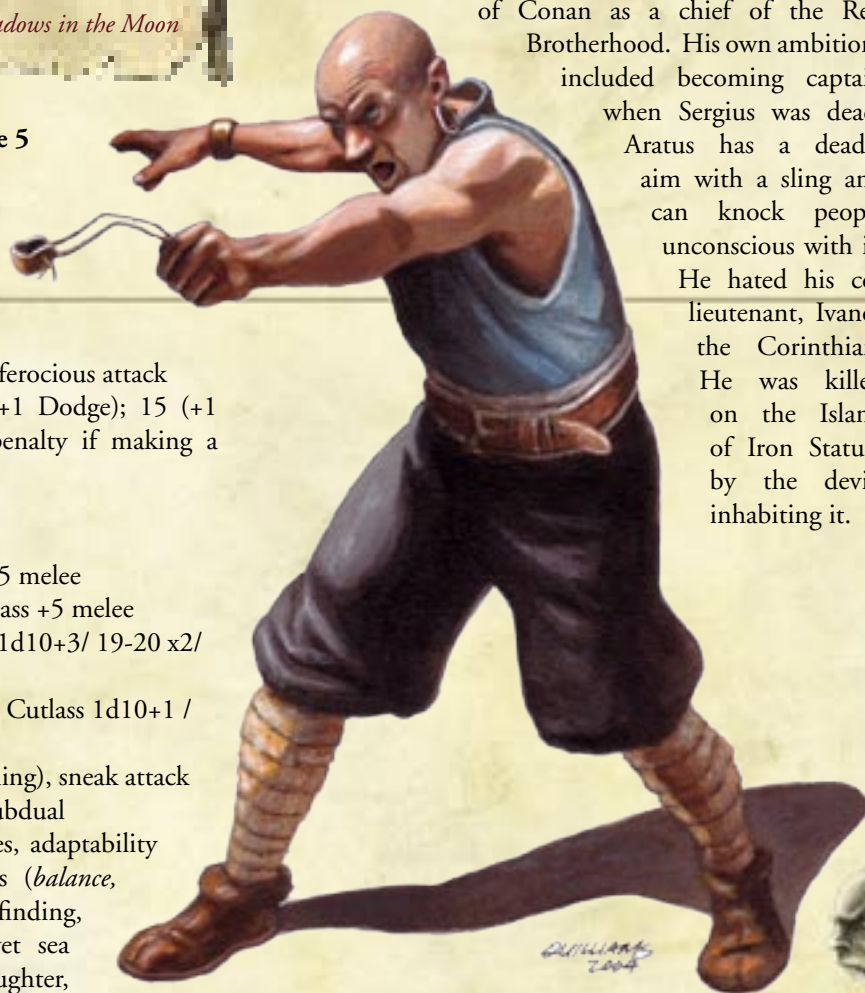 adows in the Moon
e 5
ferocious attack
+1 Dodge); 15 (+1
penalty if making a
5 melee
ass +5 melee
1d10+3/ 19-20 x2/
Cutlass 1d10+1 /
ing), sneak attack
ubdual
es, adaptability
s (balance,
finding,
et sea
ughter,
of Conan as a chief of the Re
Brotherhood. His own ambition
included becoming captai
when Sergius was dead
Aratus has a deadl
aim with a sling an
can knock peop
unconscious with i
He hated his co
lieutenant, Ivano
the Corinthian
He was kille
on the Islan
of Iron Statu
by the devi
inhabiting it.
QUILLIAMS
2004